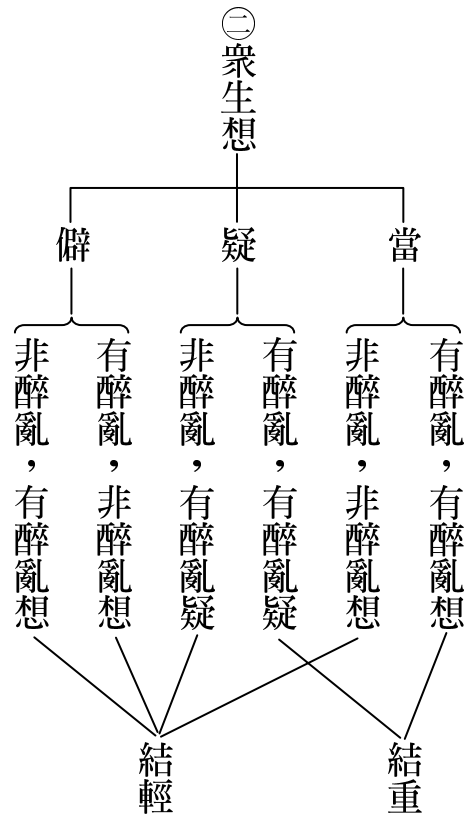 ㊁衆生想
當
疑
僻
有醉亂，有醉亂想
非醉亂，非醉亂想
有醉亂，有醉亂疑
非醉亂，有醉亂疑
有醉亂，非醉亂想
非醉亂，有醉亂想
結重
結輕